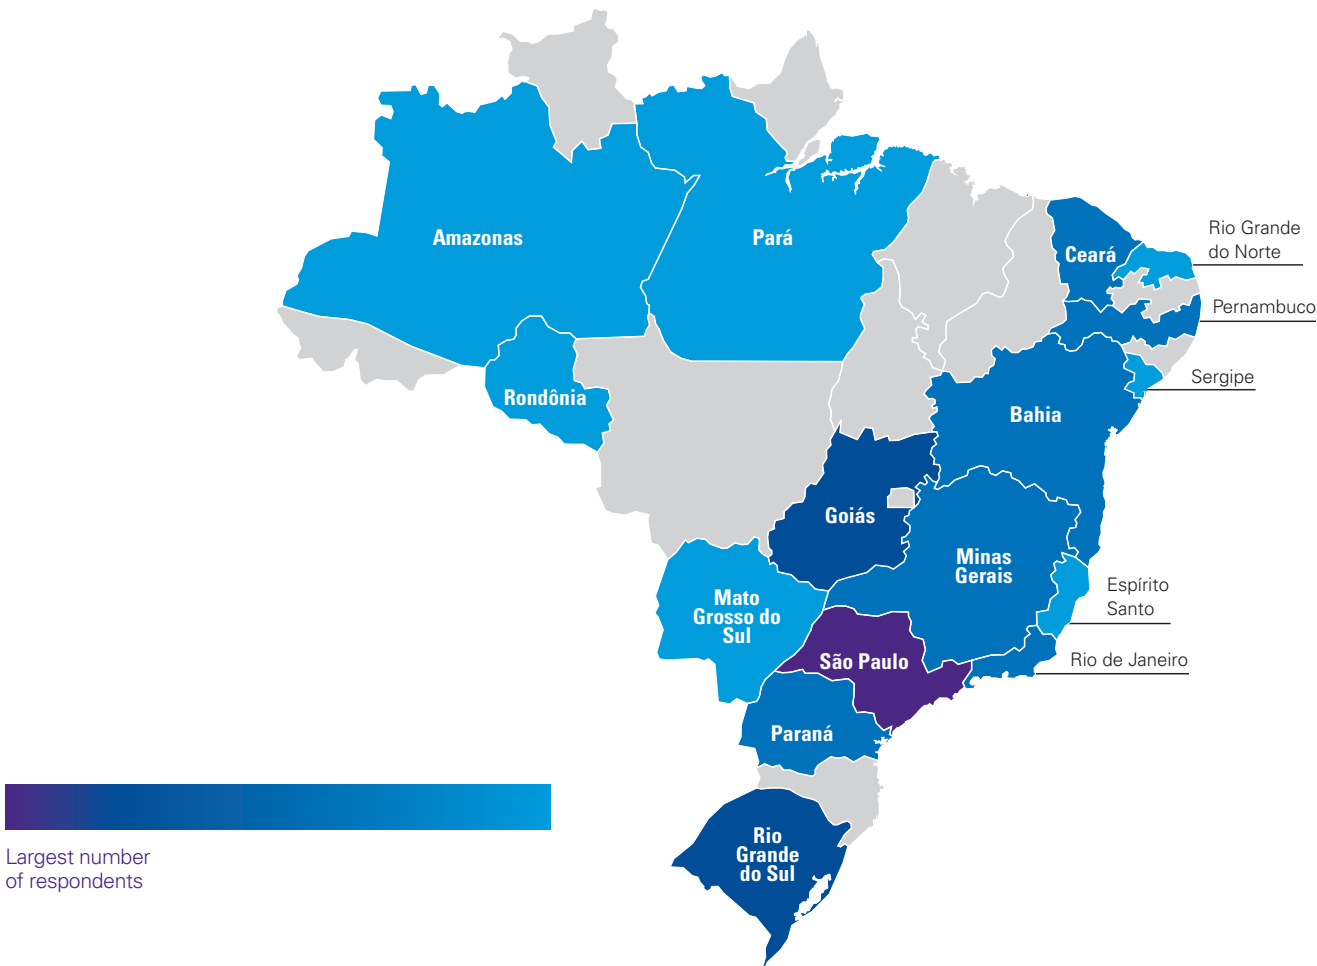 Amazonas
Pará
Ceará
Rio Grande
do Norte
Pernambuco
Sergipe
Rondônia
Bahia
Goiás
Minas
Gerais
Espírito
Santo
Mato
Grosso do
Sul
São Paulo
Rio de Janeiro
Paraná
Rio
Grande
do Sul
Largest number
of respondents